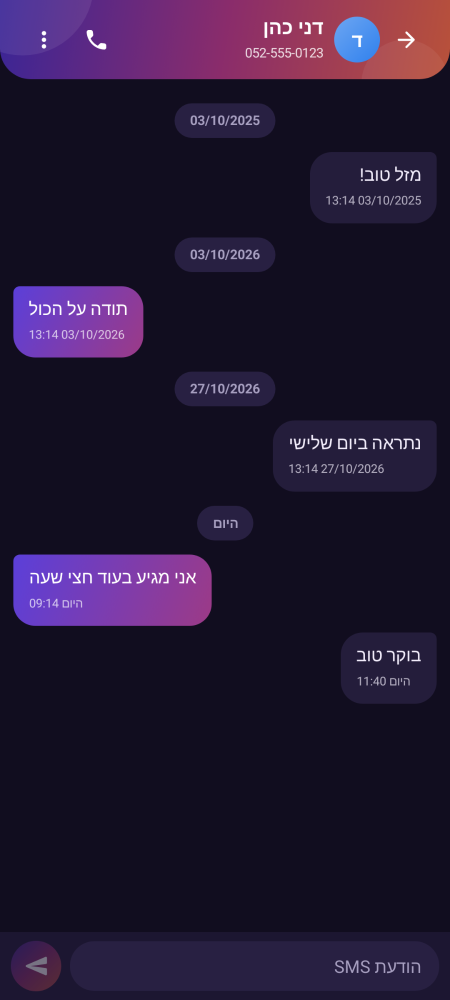 דני כהן
052-555-0123
ד
03/10/2025
מזל טוב!
13:14 03/10/2025
03/10/2026
תודה על הכול
13:14 03/10/2026
27/10/2026
נתראה ביום שלישי
13:14 27/10/2026
היום
אני מגיע בעוד חצי שעה
היום 09:14
בוקר טוב
היום 11:40
הודעת SMS